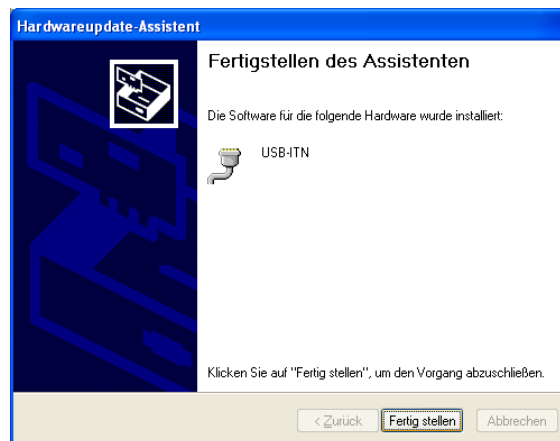 Hardwareupdate-Assistent
Fertigstellen des Assistenten
Die Software für die folgende Hardware wurde installiert:
USB-ITN
Klicken Sie auf "Fertig stellen", um den Vorgang abzuschließen.
< Zurück Fertig stellen Abbrechen